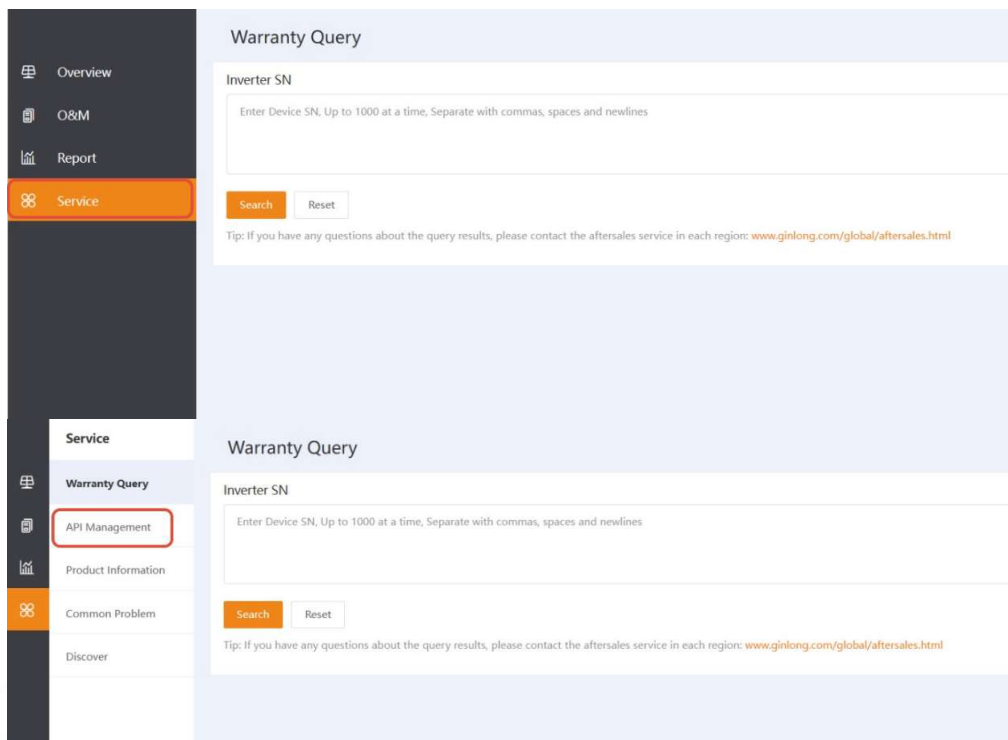 Warranty Query
Overview
O&M
Report
Service
Inverter SN
Enter Device SN, Up to 1000 at a time, Separate with commas, spaces and newlines
Search
Reset
Tip: If you have any questions about the query results, please contact the aftersales service in each region: www.ginlong.com/global/aftersales.html
Service
Warranty Query
API Management
Product Information
Common Problem
Discover
Warranty Query
Inverter SN
Enter Device SN, Up to 1000 at a time, Separate with commas, spaces and newlines
Search
Reset
Tip: If you have any questions about the query results, please contact the aftersales service in each region: www.ginlong.com/global/aftersales.html